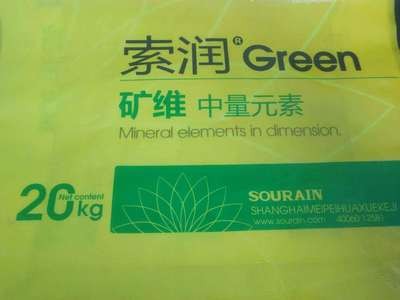 索润® Green
矿维 中量元素
Mineral elements in dimension.
Net content
20kg
SOURAIN
SHANGHAIMEIPEIHUAXUEKEJI
www.sourain.com